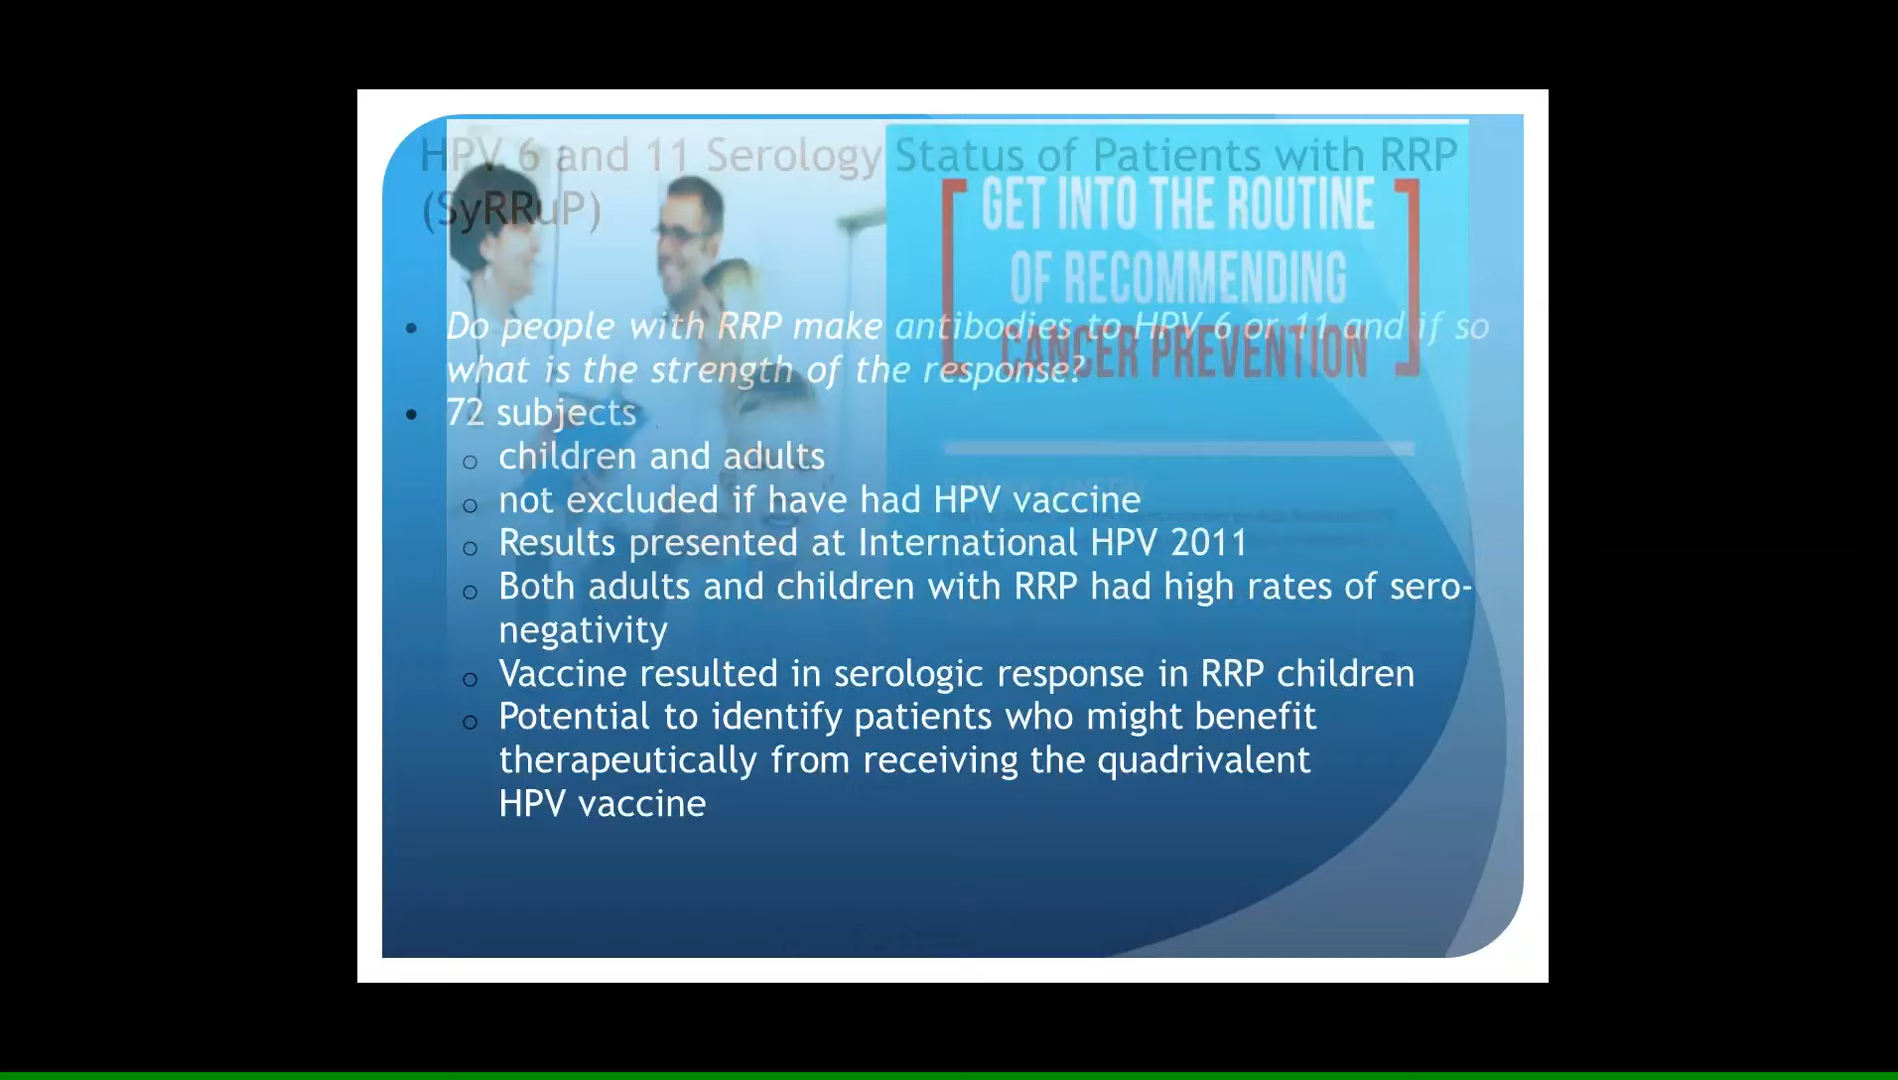 HPV 6 and 11 Serology Status of Patients with RRP
(SyRRuP)
GET INTO THE ROUTINE
OF RECOMMENDING
CANCER PREVENTION
• Do people with RRP make antibodies to HPV 6 or 11 and if so
what is the strength of the response?
• 72 subjects
o children and adults
o not excluded if have had HPV vaccine
o Results presented at International HPV 2011
o Both adults and children with RRP had high rates of sero-
negativity
o Vaccine resulted in serologic response in RRP children
o Potential to identify patients who might benefit
therapeutically from receiving the quadrivalent
HPV vaccine